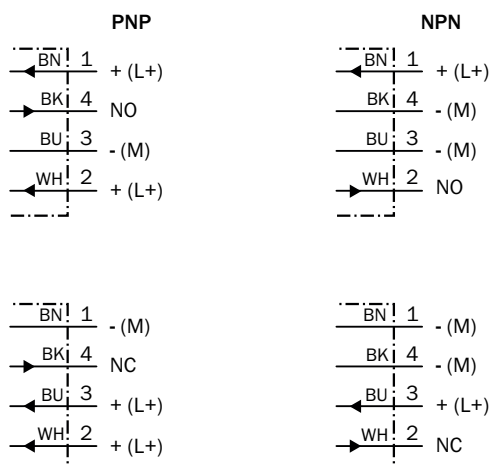 PNP
BN 1 + (L+)
BK 4 NO
BU 3 - (M)
WH 2 + (L+)
NPN
BN 1 + (L+)
BK 4 - (M)
BU 3 - (M)
WH 2 NO
BN 1 - (M)
BK 4 NC
BU 3 + (L+)
WH 2 + (L+)
BN 1 - (M)
BK 4 - (M)
BU 3 + (L+)
WH 2 NC